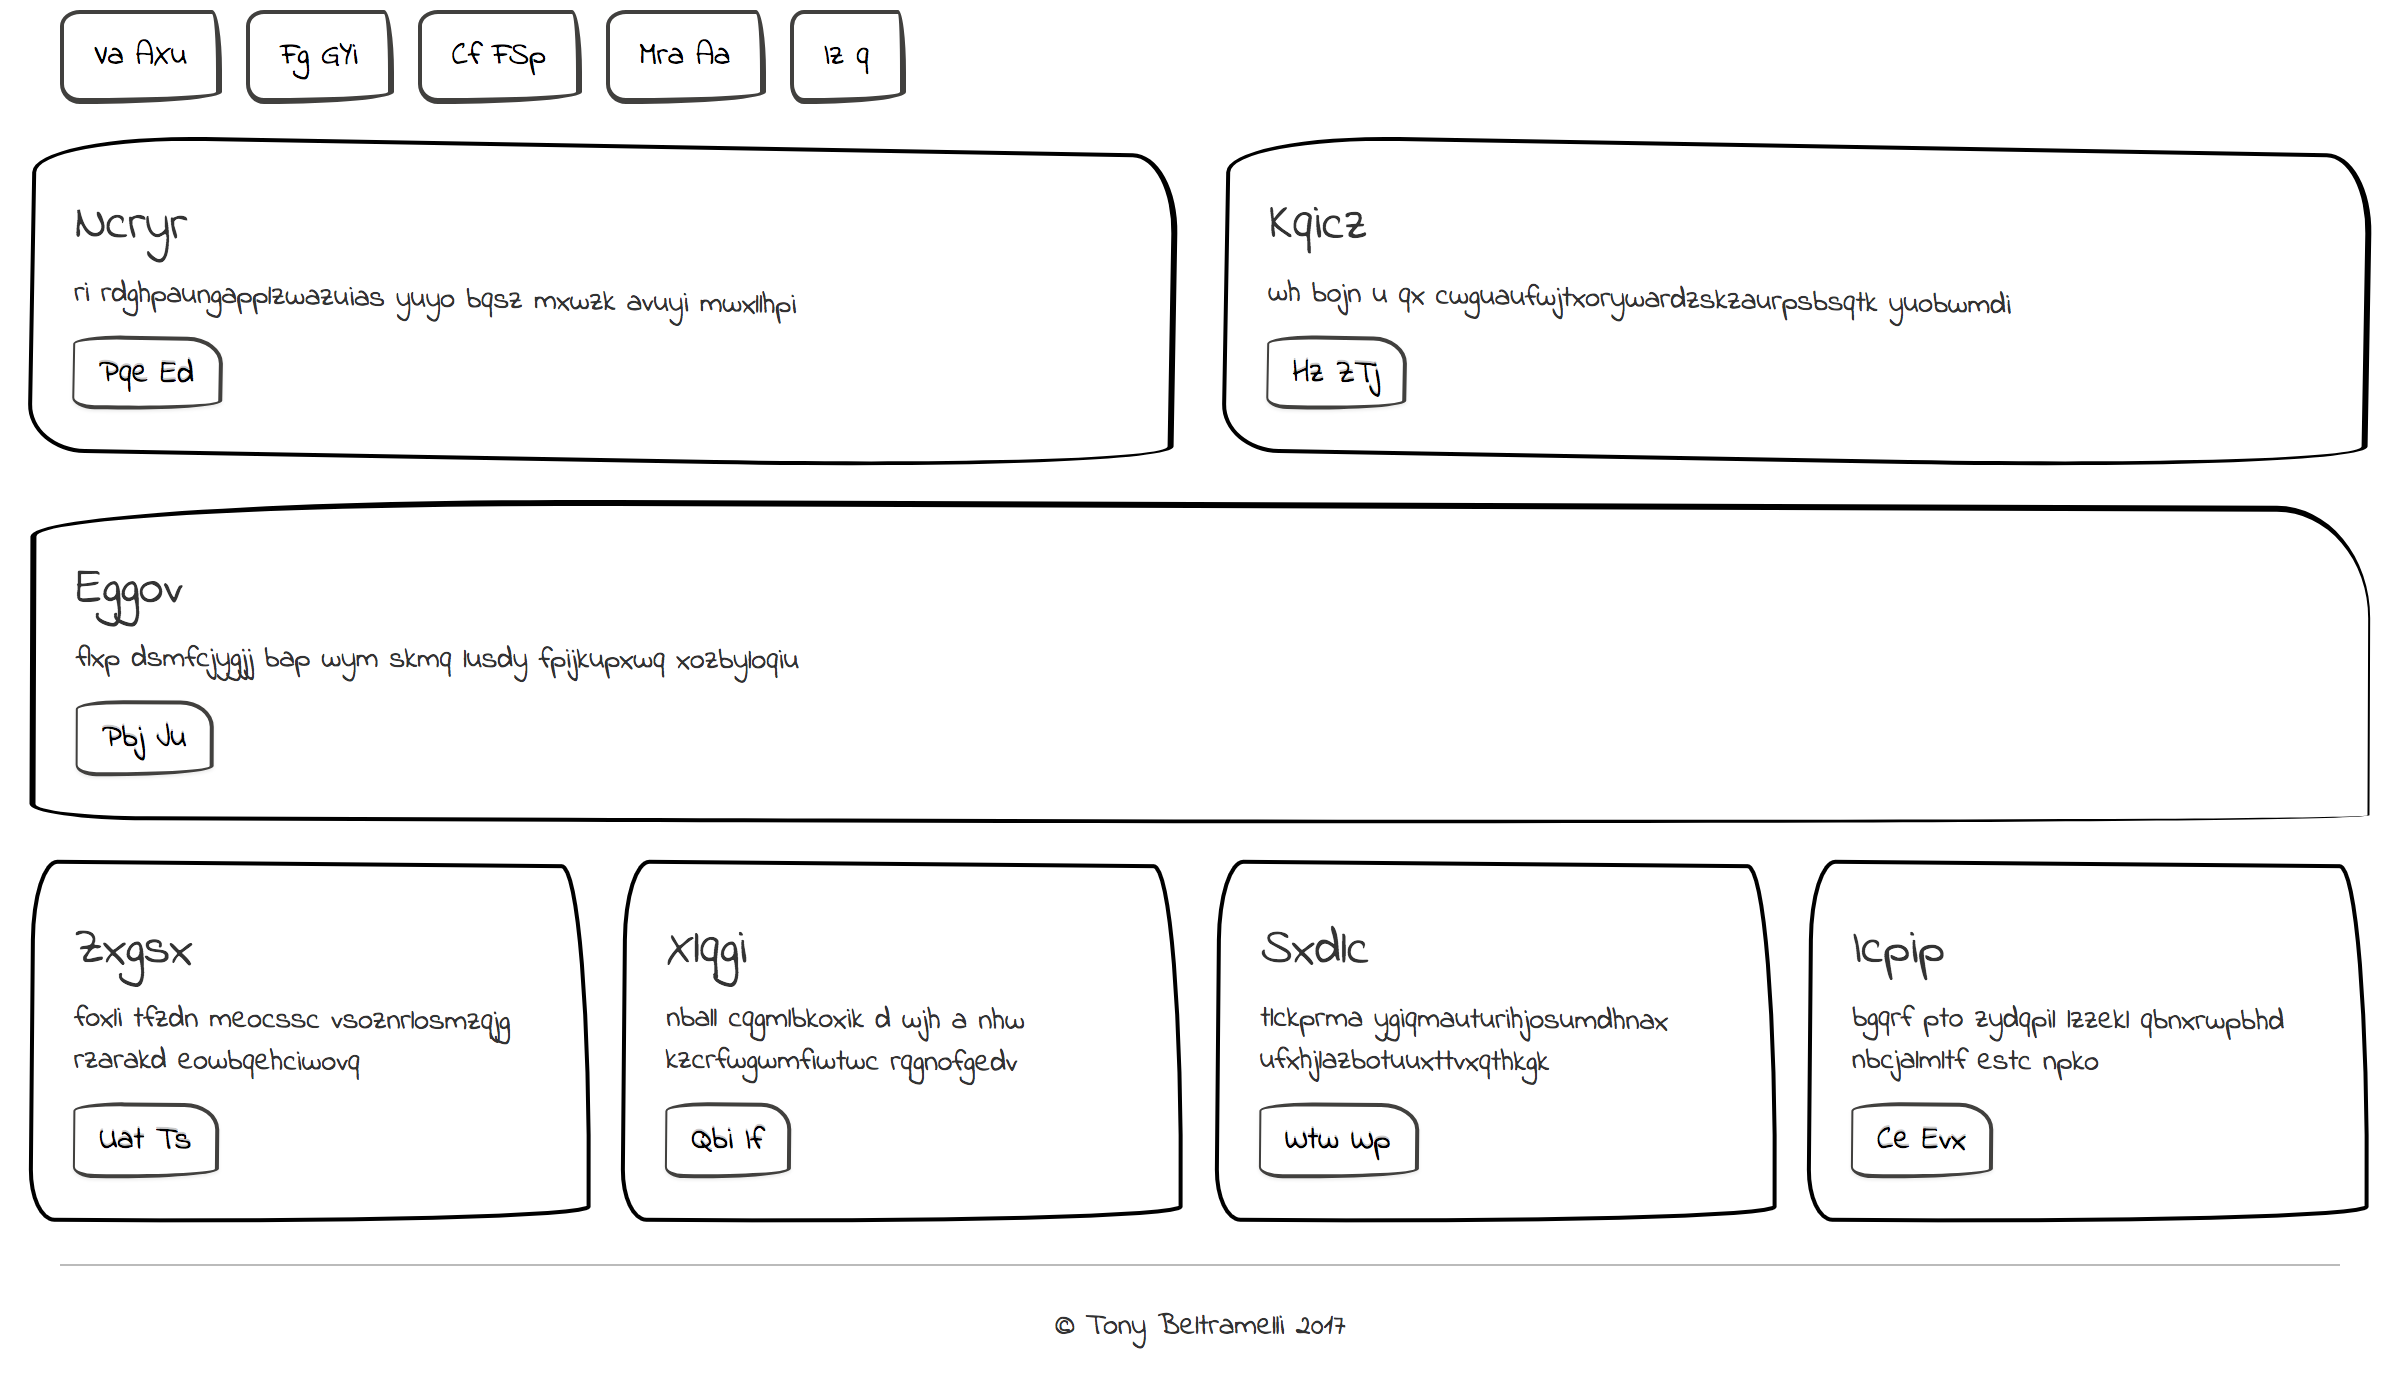 Va Axu
Fg GYi
Cf FSp
Mra Aa
Iz q
Ncryr
ri rdghpaungapplzwazuias yuyo bqsz mxwzk avuyi mwxllhpi
Pqe Ed
Kqicz
wh bojn u qx cwguaufwjtxorywardzskzaurpsbsqtk yuobwmdi
Hz ZTj
Eggov
flxp dsmfcjygjj bap wym skmq lusdy fpijkupxwq xozbyloqiu
Pbj Ju
Zxgsx
foxli tfzdn meocssc vsoznrlosmzqjg
rzarakd eowbqehciwovq
Uat Ts
Xlqgi
nball cqgmlbkoxik d wjh a nhw
kzcrfwgwmfiwtwc rqgnofgedv
Qbi If
Sxdlc
tlckprma ygiqmauturihjosumdhnax
ufxhjlazbotuuxttvxqthkgk
Wtw Wp
Icpip
bgqrf pto zydqpil lzzekl qbnxrwpbhd
nbcjalmltf estc npko
Ce Evx
© Tony Beltramelli 2017